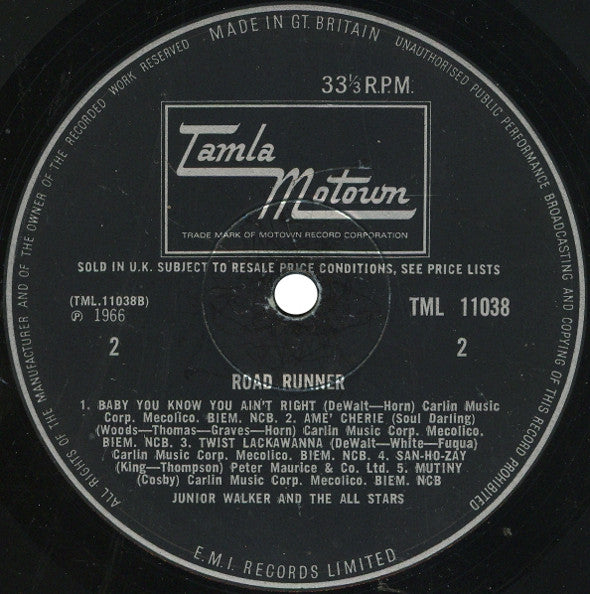 MADE IN GT. BRITAIN
UNAUTHORISED PUBLIC PERFORMANCE BROADCASTING AND COPYING OF THIS RECORD PROHIBITED
ALL RIGHTS OF THE MANUFACTURER AND OF THE OWNER OF THE RECORDED WORK RESERVED
33⅓ R.P.M.
Tamla
Motown
TRADE MARK OF MOTOWN RECORD CORPORATION
SOLD IN U.K. SUBJECT TO RESALE PRICE CONDITIONS, SEE PRICE LISTS
(TML.11038B)
℗ 1966
TML 11038
2
2
ROAD RUNNER
1. BABY YOU KNOW YOU AIN'T RIGHT (DeWalt—Horn) Carlin Music
Corp. Mecolico. BIEM. NCB. 2. AME' CHERIE (Soul Darling)
(Woods—Thomas—Graves—Horn) Carlin Music Corp. Mecolico.
BIEM. NCB. 3. TWIST LACKAWANNA (DeWalt—White—Fuqua)
Carlin Music Corp. Mecolico. BIEM. NCB. 4. SAN-HO-ZAY
(King—Thompson) Peter Maurice & Co. Ltd. 5. MUTINY
(Cosby) Carlin Music Corp. Mecolico. BIEM. NCB
JUNIOR WALKER AND THE ALL STARS
E.M.I. RECORDS LIMITED